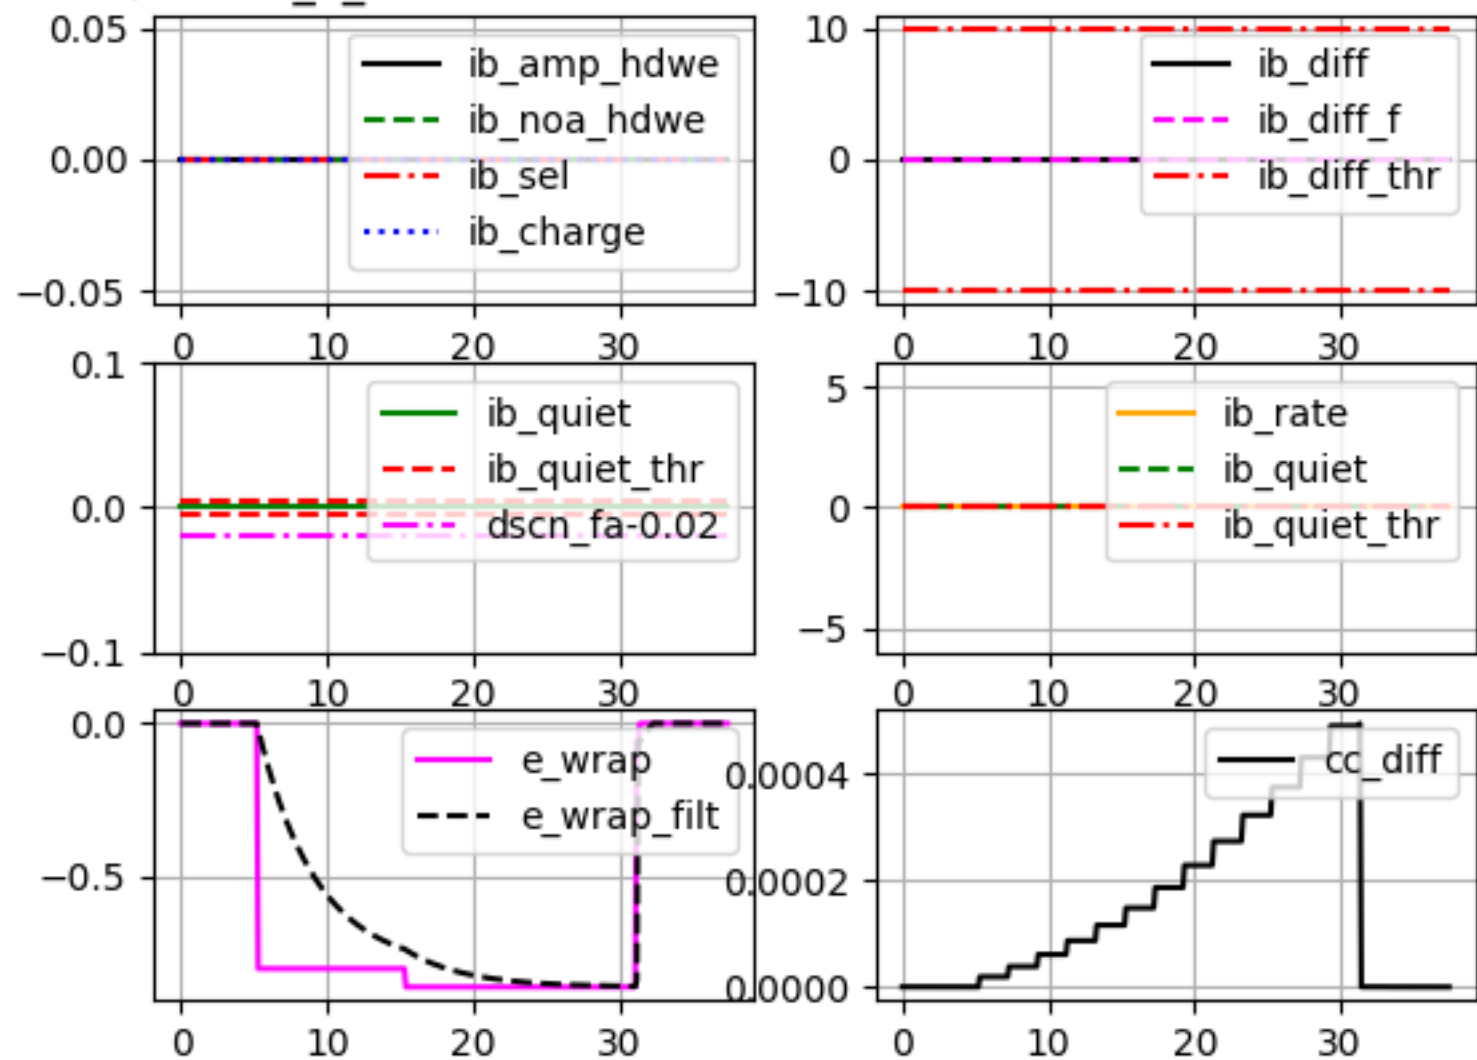 0.05
0.00
−0.05
ib_amp_hdwe
ib_noa_hdwe
ib_sel
ib_charge
0 10 20 30
10
0
−10
ib_diff
ib_diff_f
ib_diff_thr
0 10 20 30
0.1
0.0
−0.1
ib_quiet
ib_quiet_thr
dscn_fa-0.02
0 10 20 30
5
0
−5
ib_rate
ib_quiet
ib_quiet_thr
0 10 20 30
0.0
−0.5
e_wrap
e_wrap_filt
0 10 20 30
0.0004
0.0002
0.0000
cc_diff
0 10 20 30